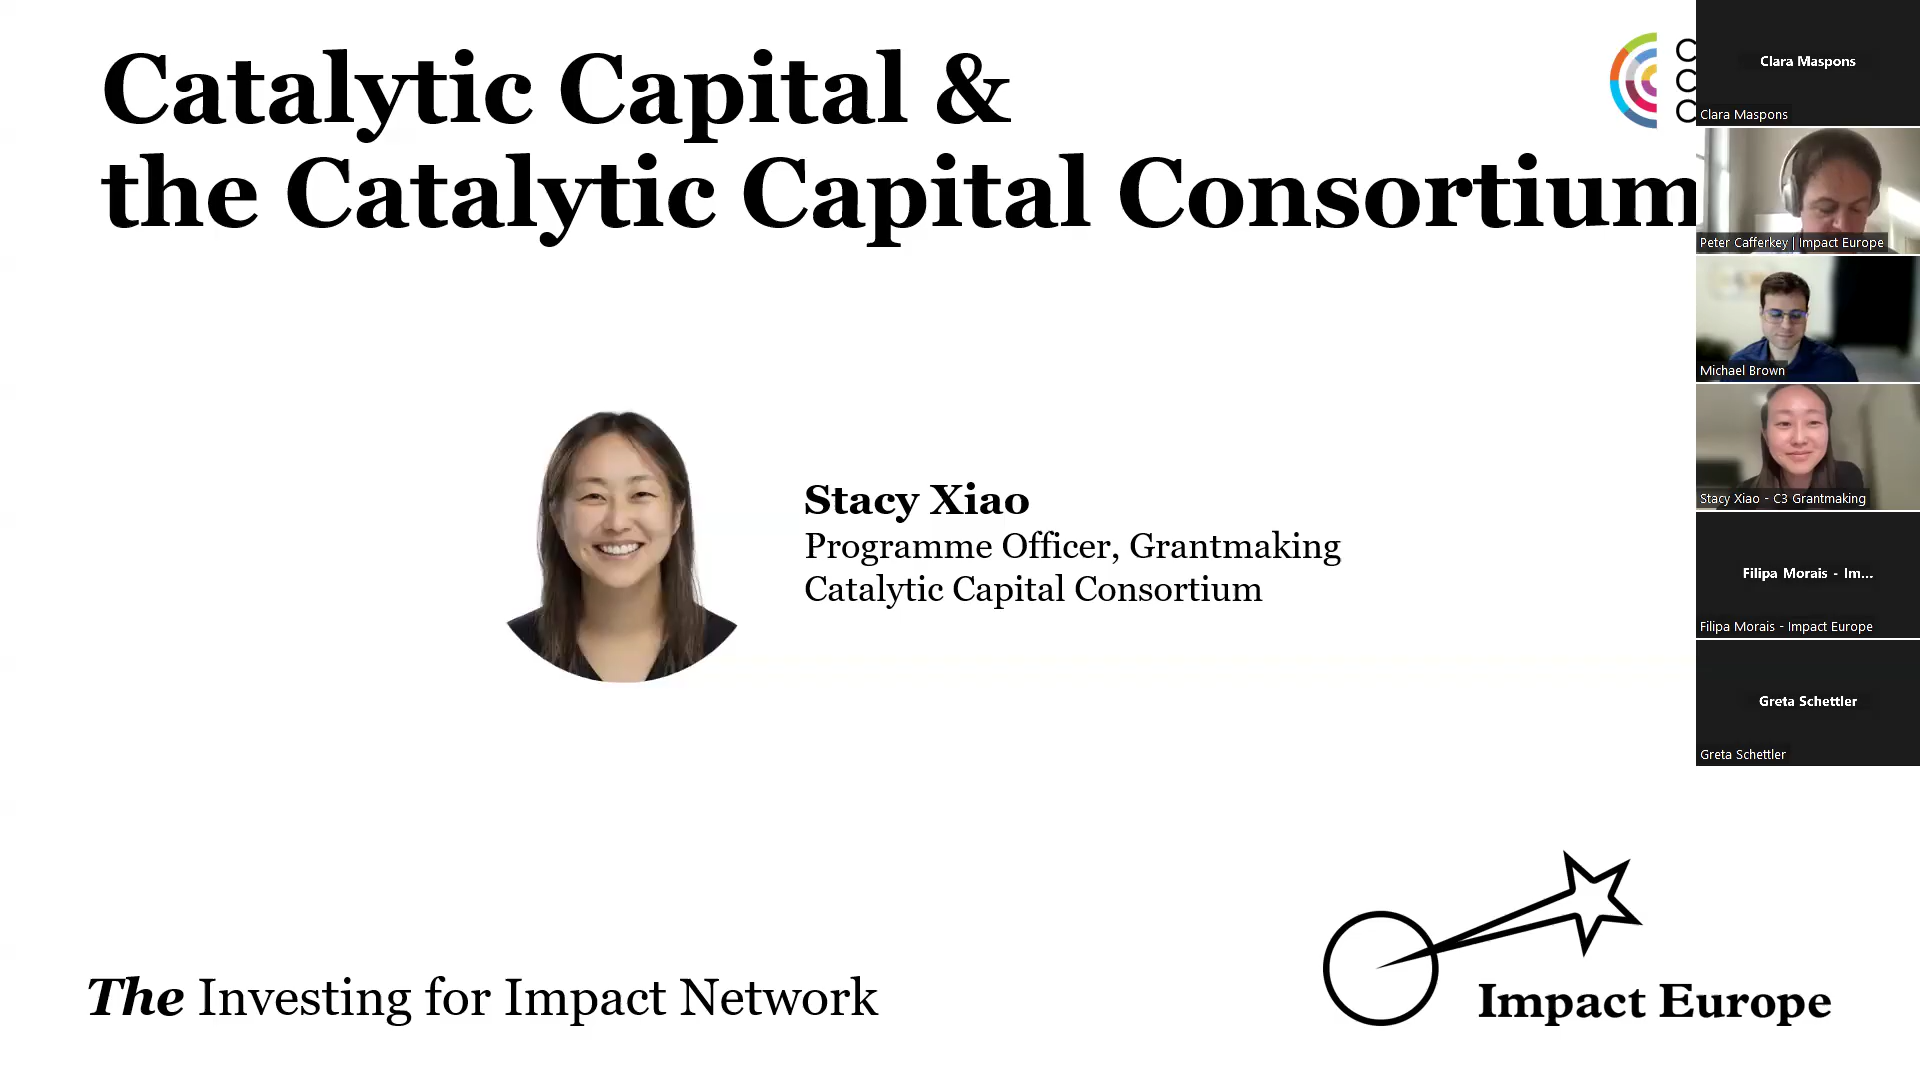 Catalytic Capital &
the Catalytic Capital Consortium
C
C
C
Stacy Xiao
Programme Officer, Grantmaking
Catalytic Capital Consortium
The Investing for Impact Network
Impact Europe
Clara Maspons
Clara Maspons
Peter Cafferkey | Impact Europe
Michael Brown
Stacy Xiao - C3 Grantmaking
Filipa Morais - Im...
Filipa Morais - Impact Europe
Greta Schettler
Greta Schettler